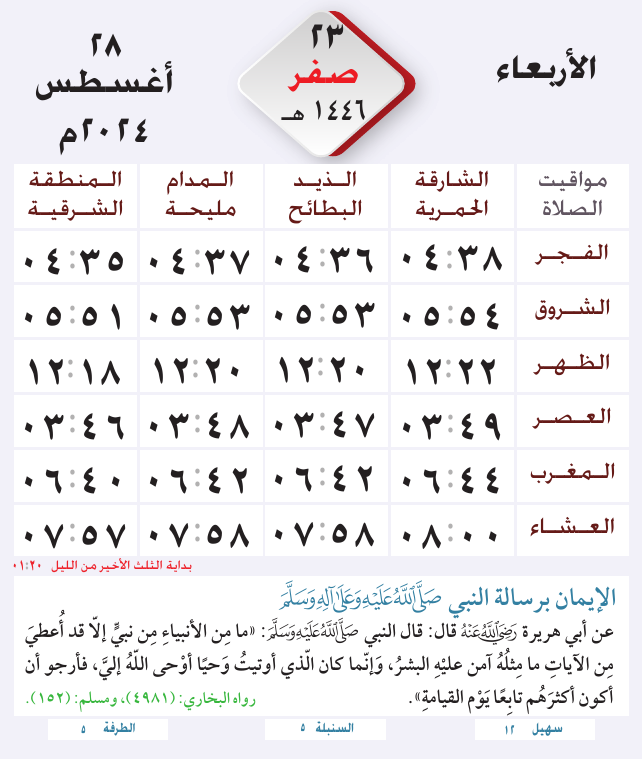 الأربعاء
٢٣
صفر
١٤٤٦ هـ
٢٨
أغسطس
٢٠٢٤م
مواقيت الصلاة	الشارقة الحمرية	الذيد البطائح	المدام مليحة	المنطقة الشرقية
الفجر	٠٤:٣٨	٠٤:٣٦	٠٤:٣٧	٠٤:٣٥
الشروق	٠٥:٥٤	٠٥:٥٣	٠٥:٥٣	٠٥:٥١
الظهر	١٢:٢٢	١٢:٢٠	١٢:٢٠	١٢:١٨
العصر	٠٣:٤٩	٠٣:٤٧	٠٣:٤٨	٠٣:٤٦
المغرب	٠٦:٤٤	٠٦:٤٢	٠٦:٤٢	٠٦:٤٠
العشاء	٠٨:٠٠	٠٧:٥٨	٠٧:٥٨	٠٧:٥٧
بداية الثلث الأخير من الليل ٠١:٢٠
الإيمان برسالة النبي صَلَّى اللَّهُ عَلَيْهِ وَعَلَى آلِهِ وَسَلَّمَ
عن أبي هريرة رَضِيَ اللَّهُ عَنْهُ قال: قال النبي صَلَّى اللَّهُ عَلَيْهِ وَسَلَّمَ: «ما مِن الأنبياءِ مِن نبيٍّ إلّا قد أُعطيَ
مِن الآياتِ ما مِثلُهُ آمن عليْهِ البشرُ، وَإنّما كان الّذي أوتيتُ وَحيًا أوْحى اللّهُ إليَّ، فأرجو أن
أكون أكثرَهُم تابِعًا يَوْم القيامةِ». رواه البخاري: (٤٩٨١)، ومسلم: (١٥٢).
سهيل ١٢	السنبلة ٥	الطرفة ٥